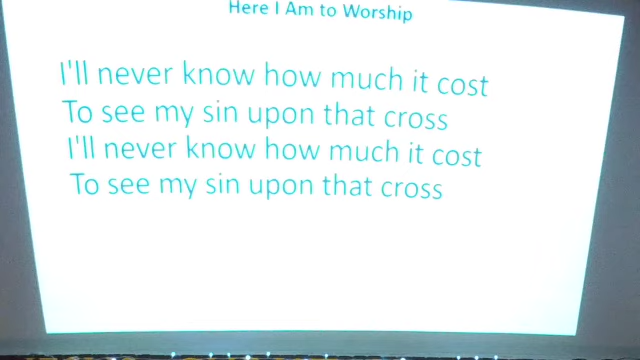 Here I Am to Worship
I'll never know how much it cost
To see my sin upon that cross
I'll never know how much it cost
To see my sin upon that cross